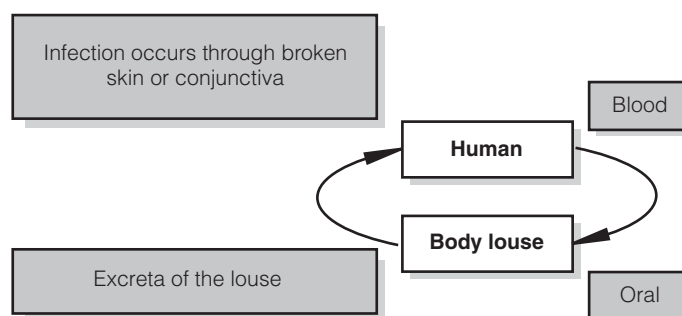 Infection occurs through broken
skin or conjunctiva
Blood
Human
Body louse
Excreta of the louse
Oral